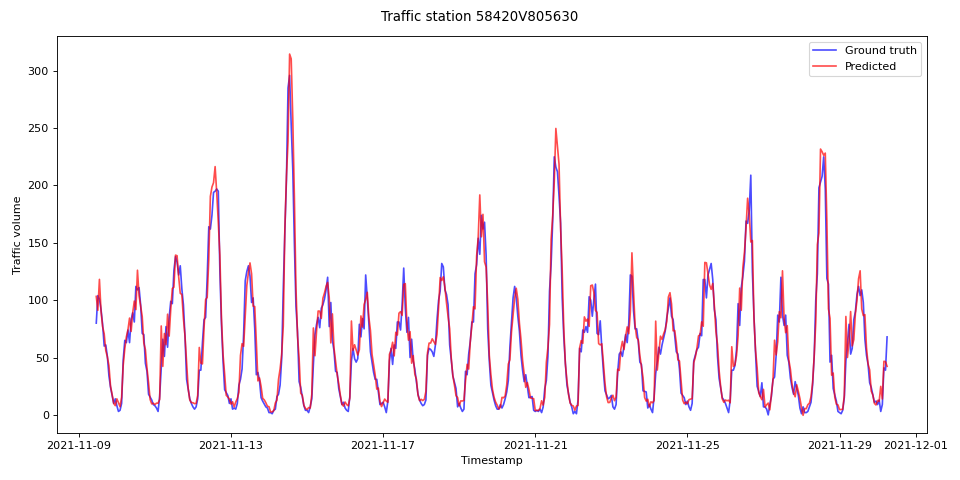 Traffic station 58420V805630
Ground truth
Predicted
Traffic volume
300
250
200
150
100
50
0
2021-11-09
2021-11-13
2021-11-17
2021-11-21
2021-11-25
2021-11-29
2021-12-01
Timestamp